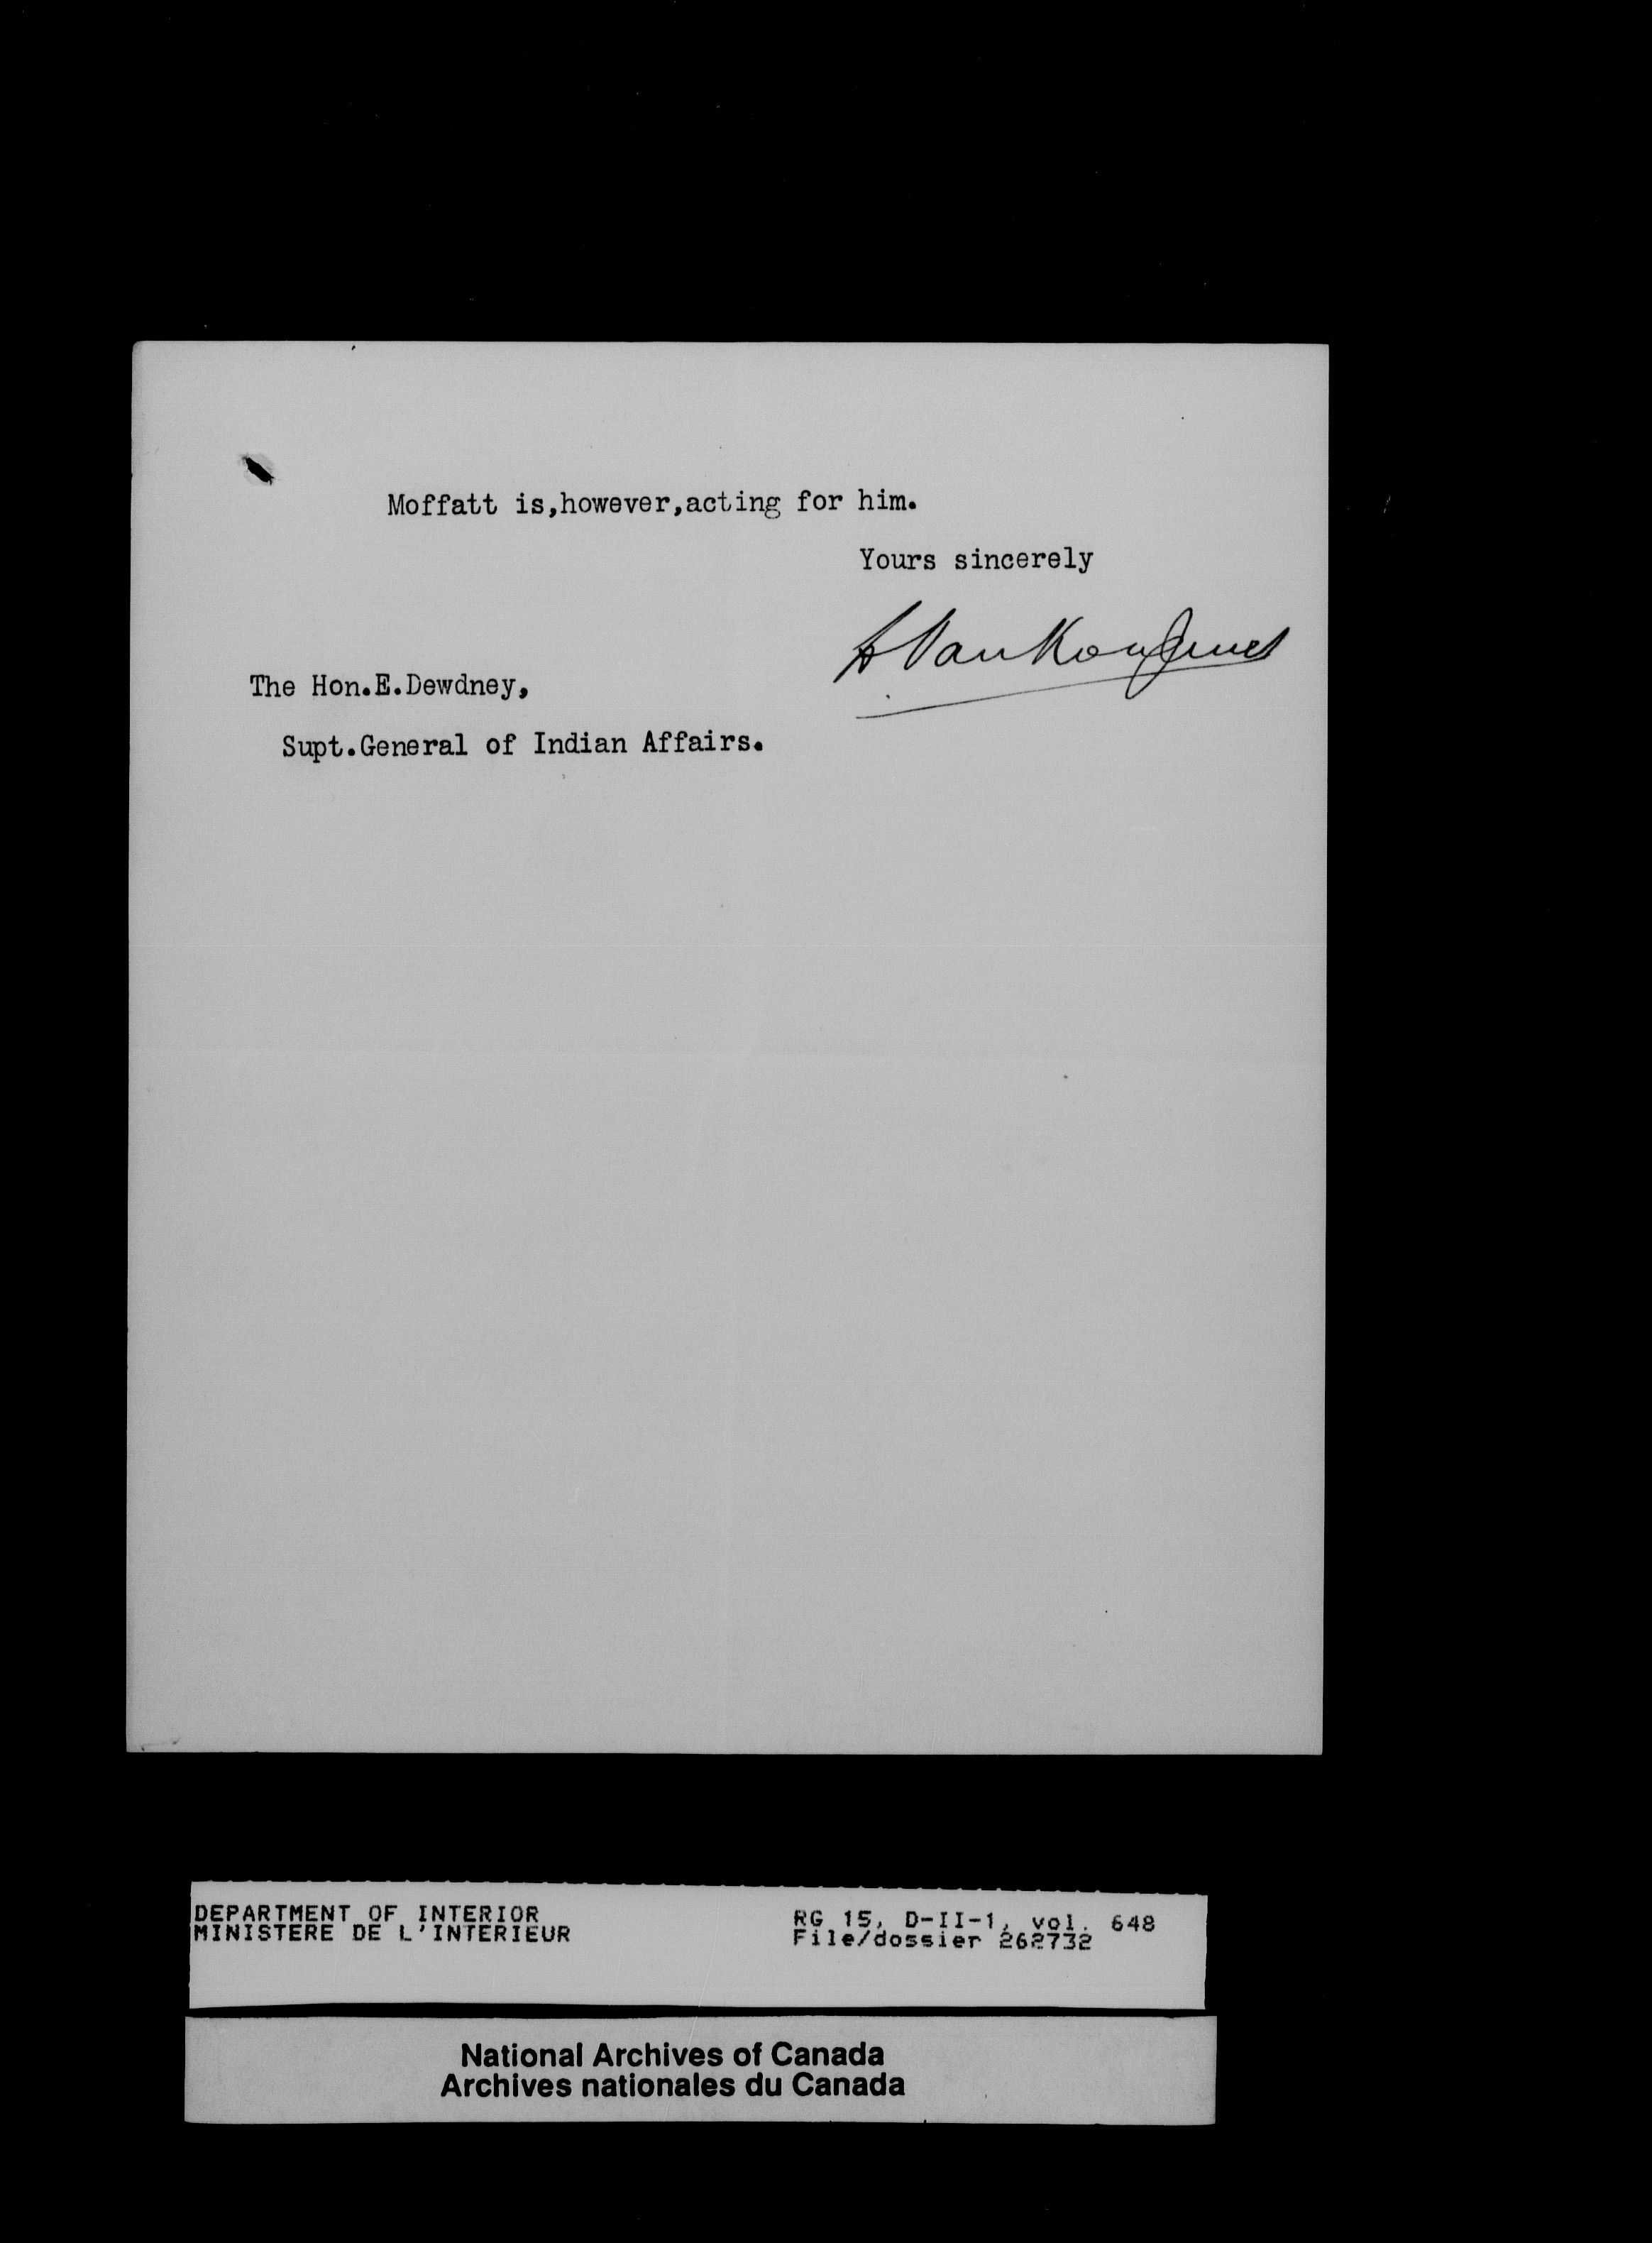 Moffatt is,however,acting for him.
Yours sincerely
L VanKoughnet
The Hon.E.Dewdney,
Supt.General of Indian Affairs.
DEPARTMENT OF INTERIOR
MINISTERE DE L'INTERIEUR
RG 15, D-II-1, vol. 648
File/dossier 262732
National Archives of Canada
Archives nationales du Canada